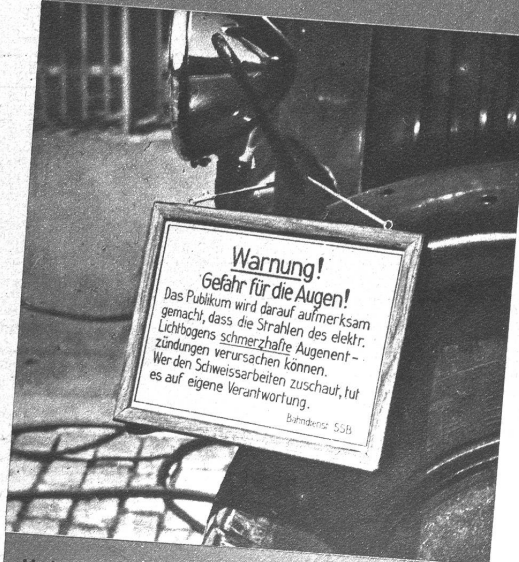 Warnung!
Gefahr für die Augen!
Das Publikum wird darauf aufmerksam
gemacht, dass die Strahlen des elektr.
Lichtbogens schmerzhafte Augenent-
zündungen verursachen können.
Wer den Schweissarbeiten zuschaut, tut
es auf eigene Verantwortung.
Bahndienst SSB